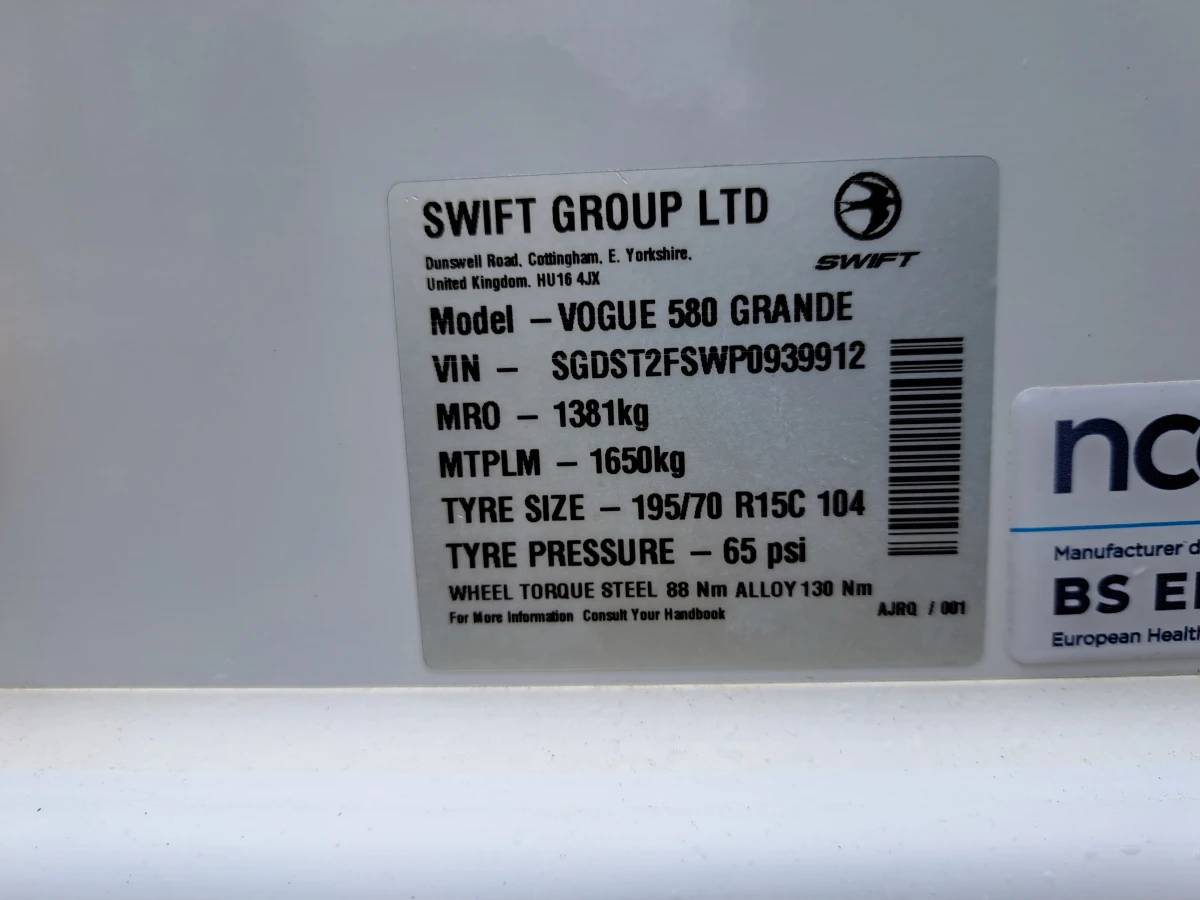 SWIFT GROUP LTD
Dunswell Road, Cottingham, E. Yorkshire,
United Kingdom. HU16 4JX
SWIFT
Model – VOGUE 580 GRANDE
VIN – SGDST2FSWP0939912
MRO – 1381kg
MTPLM – 1650kg
TYRE SIZE – 195/70 R15C 104
TYRE PRESSURE – 65 psi
WHEEL TORQUE STEEL 88 Nm ALLOY 130 Nm
For More Information Consult Your Handbook
AJRQ / 001
nc
Manufacturer d
BS E
European Health